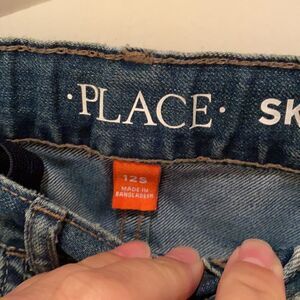 ·PLACE· SK
12S
MADE IN
BANGLADESH